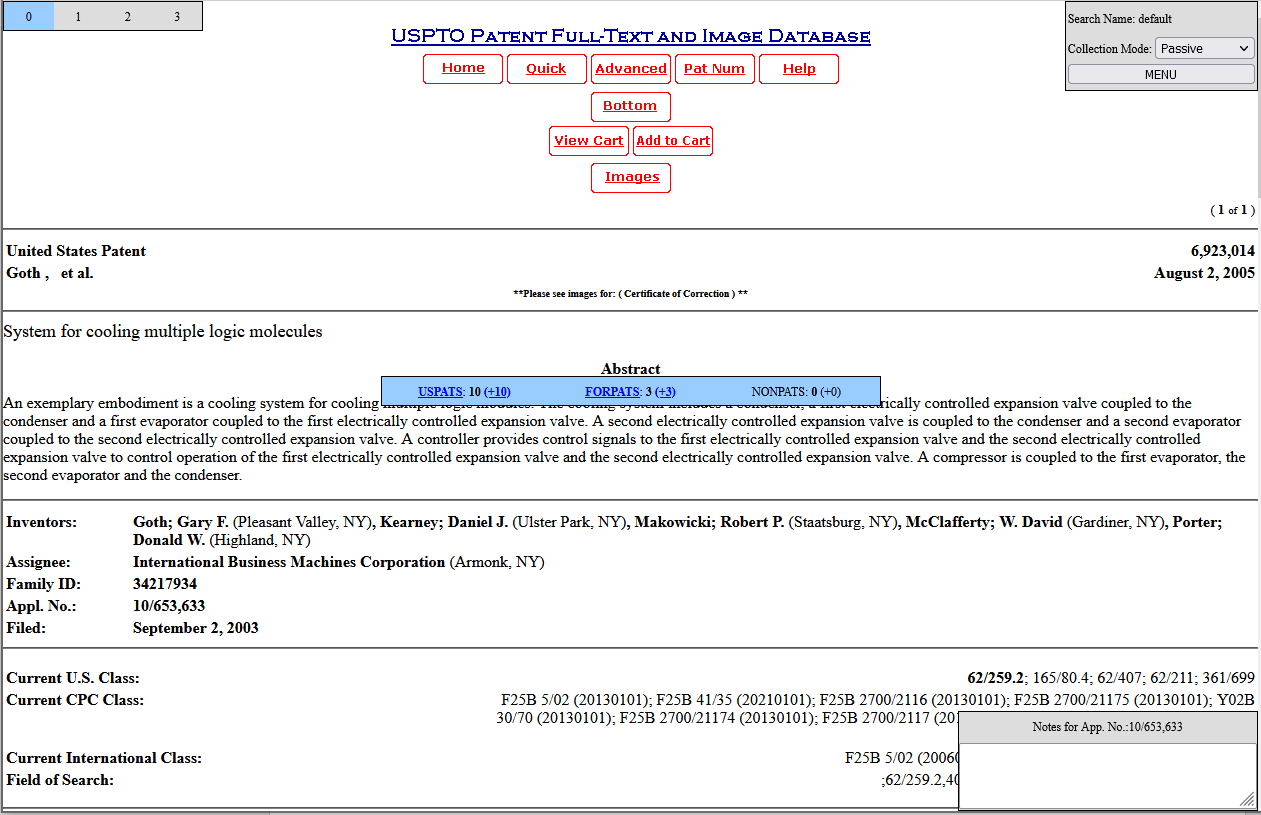 0 1 2 3
Search Name: default
USPTO PATENT FULL-TEXT AND IMAGE DATABASE
Collection Mode: Passive
MENU
Home Quick Advanced Pat Num Help
Bottom
View Cart Add to Cart
Images
( 1 of 1 )
United States Patent 6,923,014
Goth , et al. August 2, 2005
**Please see images for: ( Certificate of Correction ) **
System for cooling multiple logic molecules
Abstract
USPATS: 10 (+10) FORPATS: 3 (+3) NONPATS: 0 (+0)
An exemplary embodiment is a cooling system for cooling multiple logic modules. The cooling system includes a condenser, a first electrically controlled expansion valve coupled to the
condenser and a first evaporator coupled to the first electrically controlled expansion valve. A second electrically controlled expansion valve is coupled to the condenser and a second evaporator
coupled to the second electrically controlled expansion valve. A controller provides control signals to the first electrically controlled expansion valve and the second electrically controlled
expansion valve to control operation of the first electrically controlled expansion valve and the second electrically controlled expansion valve. A compressor is coupled to the first evaporator, the
second evaporator and the condenser.
Inventors: Goth; Gary F. (Pleasant Valley, NY), Kearney; Daniel J. (Ulster Park, NY), Makowicki; Robert P. (Staatsburg, NY), McClafferty; W. David (Gardiner, NY), Porter;
Donald W. (Highland, NY)
Assignee: International Business Machines Corporation (Armonk, NY)
Family ID: 34217934
Appl. No.: 10/653,633
Filed: September 2, 2003
Current U.S. Class: 62/259.2; 165/80.4; 62/407; 62/211; 361/699
Current CPC Class: F25B 5/02 (20130101); F25B 41/35 (20210101); F25B 2700/2116 (20130101); F25B 2700/21175 (20130101); Y02B
30/70 (20130101); F25B 2700/21174 (20130101); F25B 2700/2117 (201
Notes for App. No.:10/653,633
Current International Class: F25B 5/02 (20060
Field of Search: ;62/259.2,40